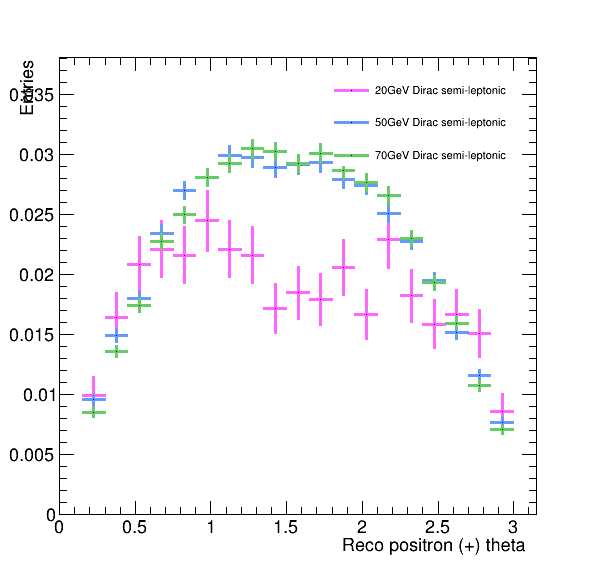 Entries
0.035
0.03
0.025
0.02
0.015
0.01
0.005
0
20GeV Dirac semi-leptonic
50GeV Dirac semi-leptonic
70GeV Dirac semi-leptonic
0 0.5 1 1.5 2 2.5 3
Reco positron (+) theta